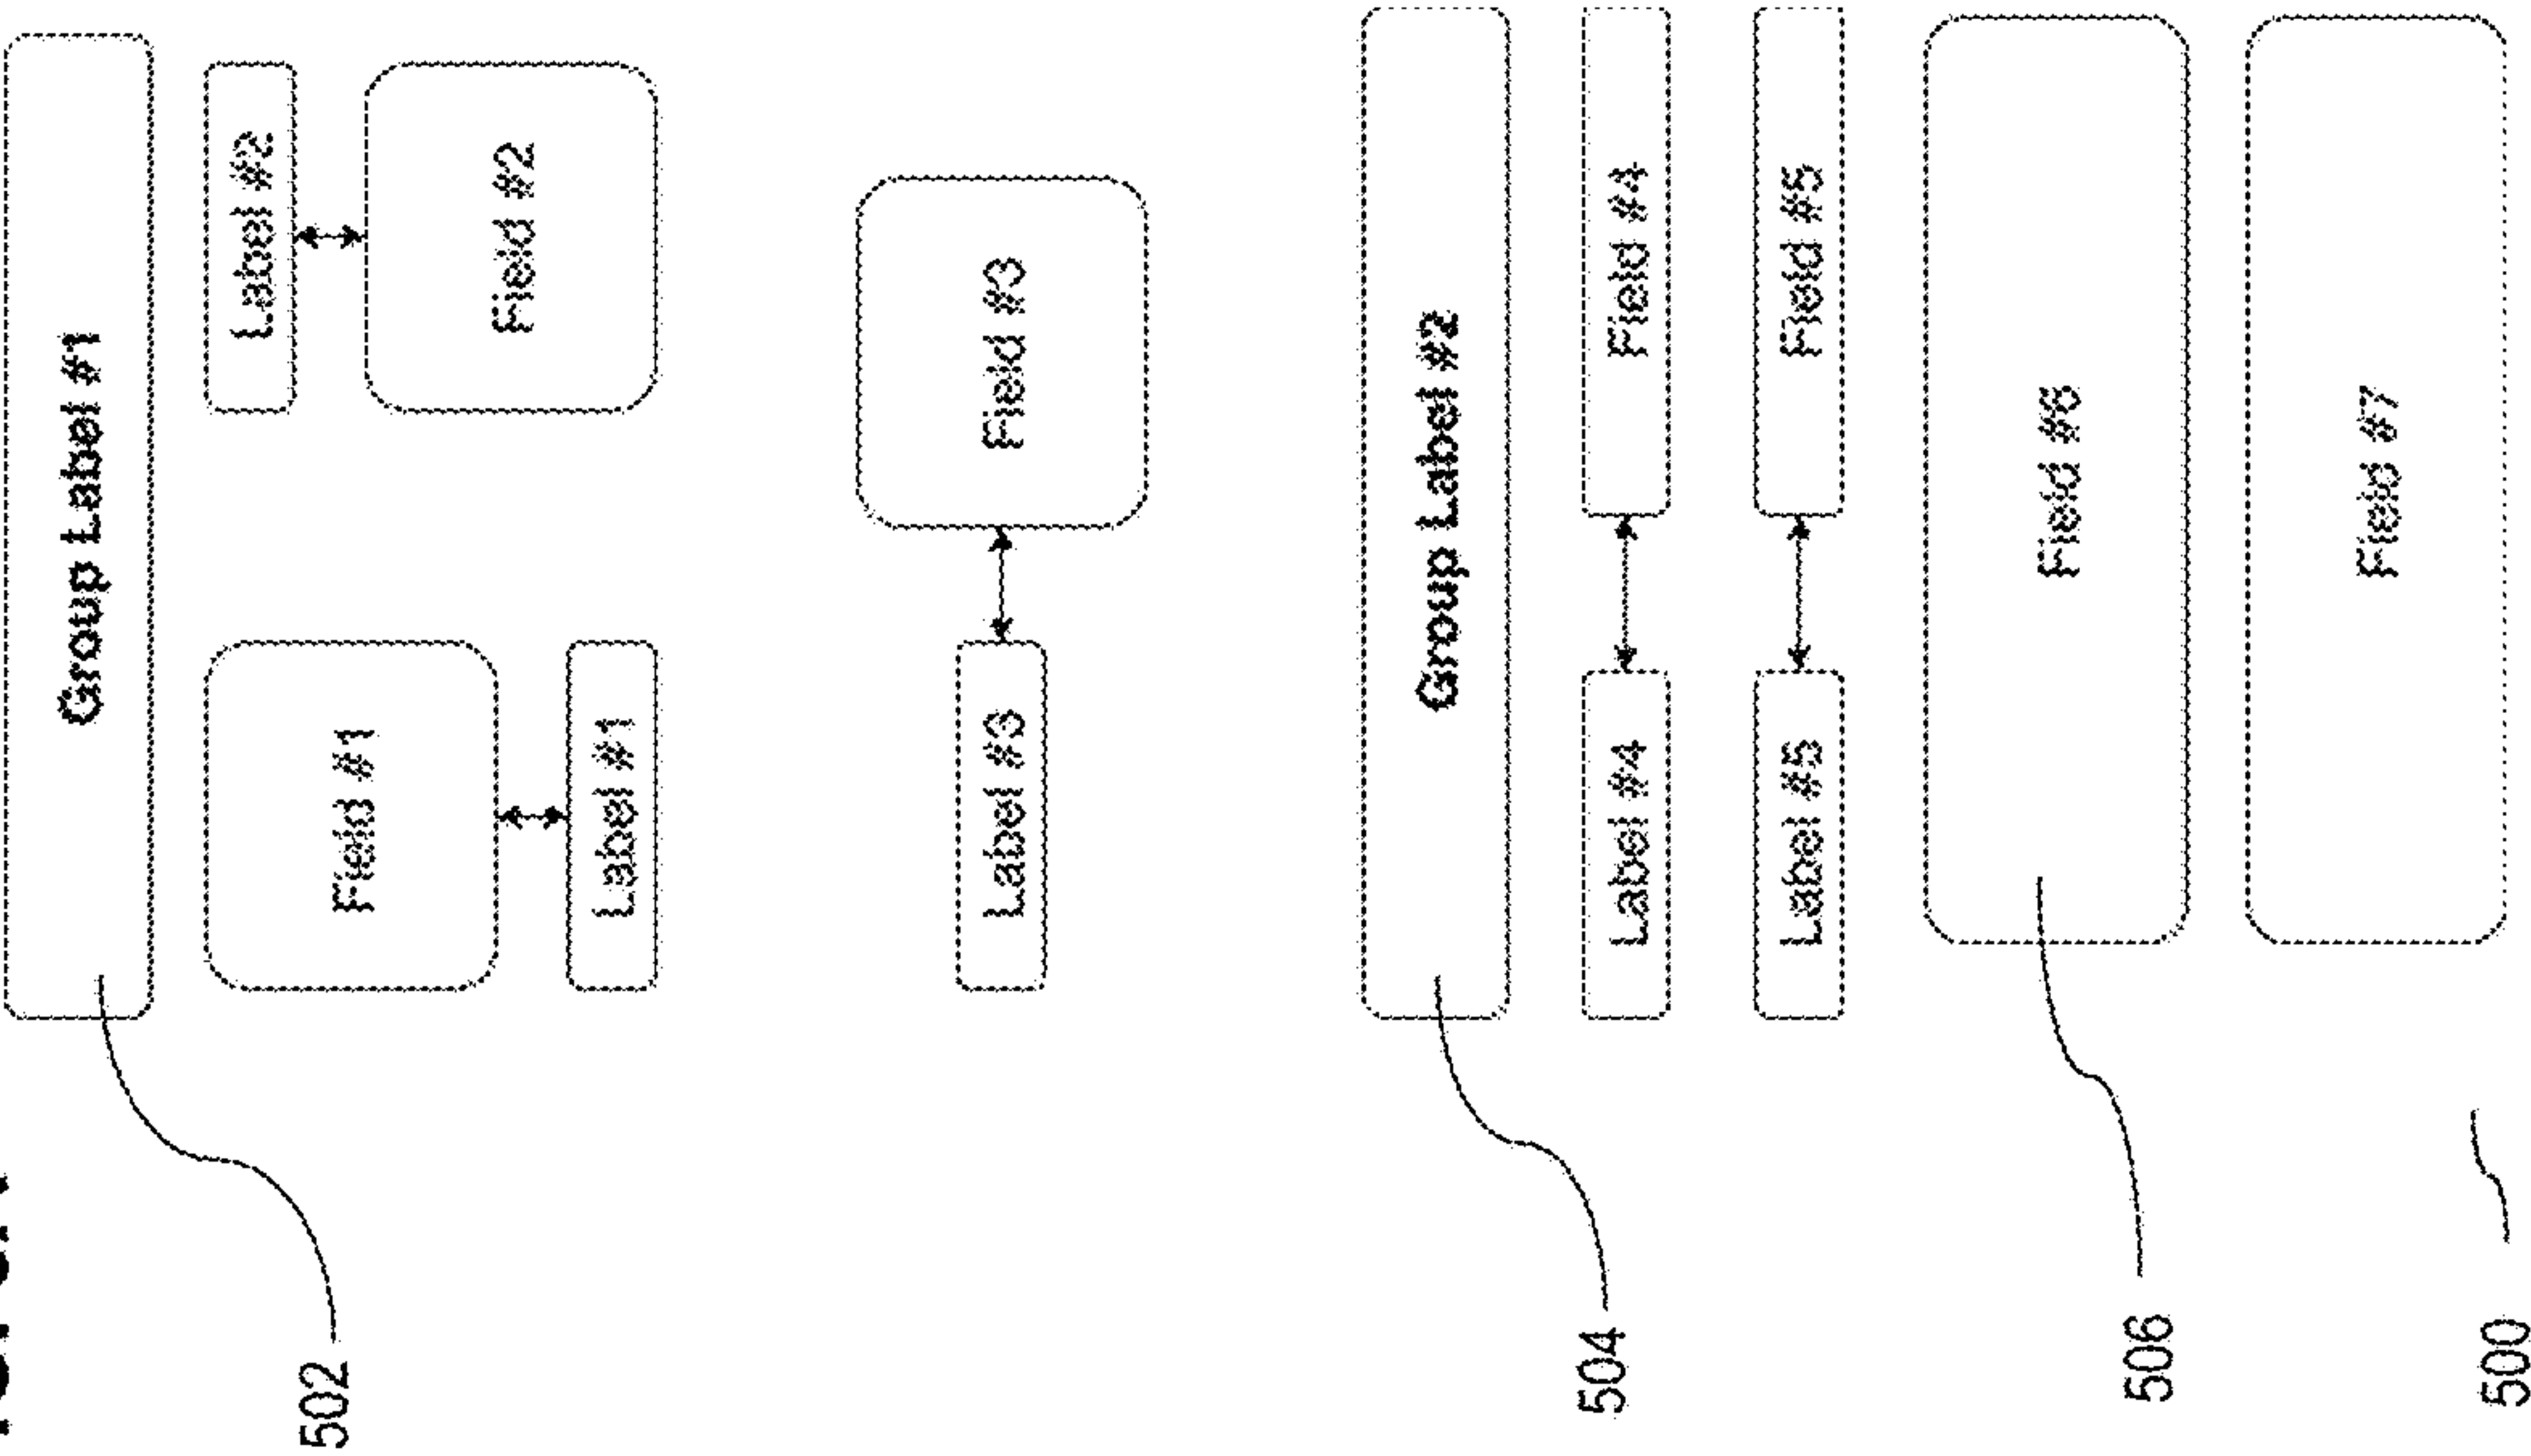 Group Label #1
Field #1
Label #2
Label #1
Field #2
502
Label #3
Field #3
Group Label #2
504
Label #4
Field #4
Label #5
Field #5
Field #6
506
Field #7
500